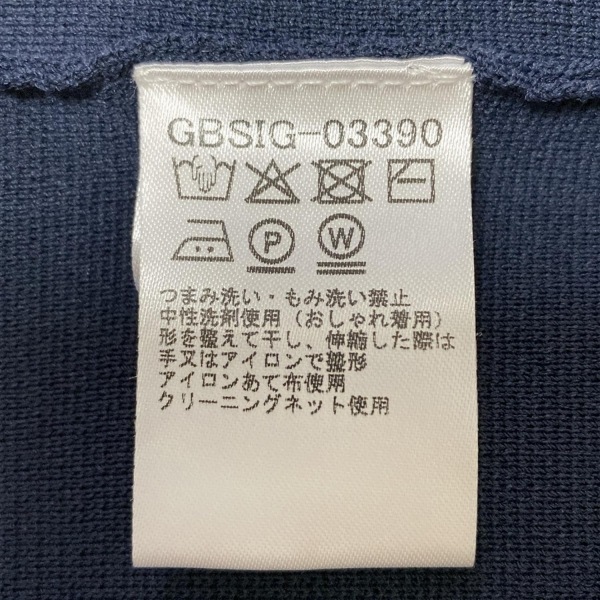 GBSIG-03390
P W
つまみ洗い・もみ洗い禁止
中性洗剤使用（おしゃれ着用）
形を整えて干し、伸縮した際は
手又はアイロンで整形
アイロンあて布使用
クリーニングネット使用